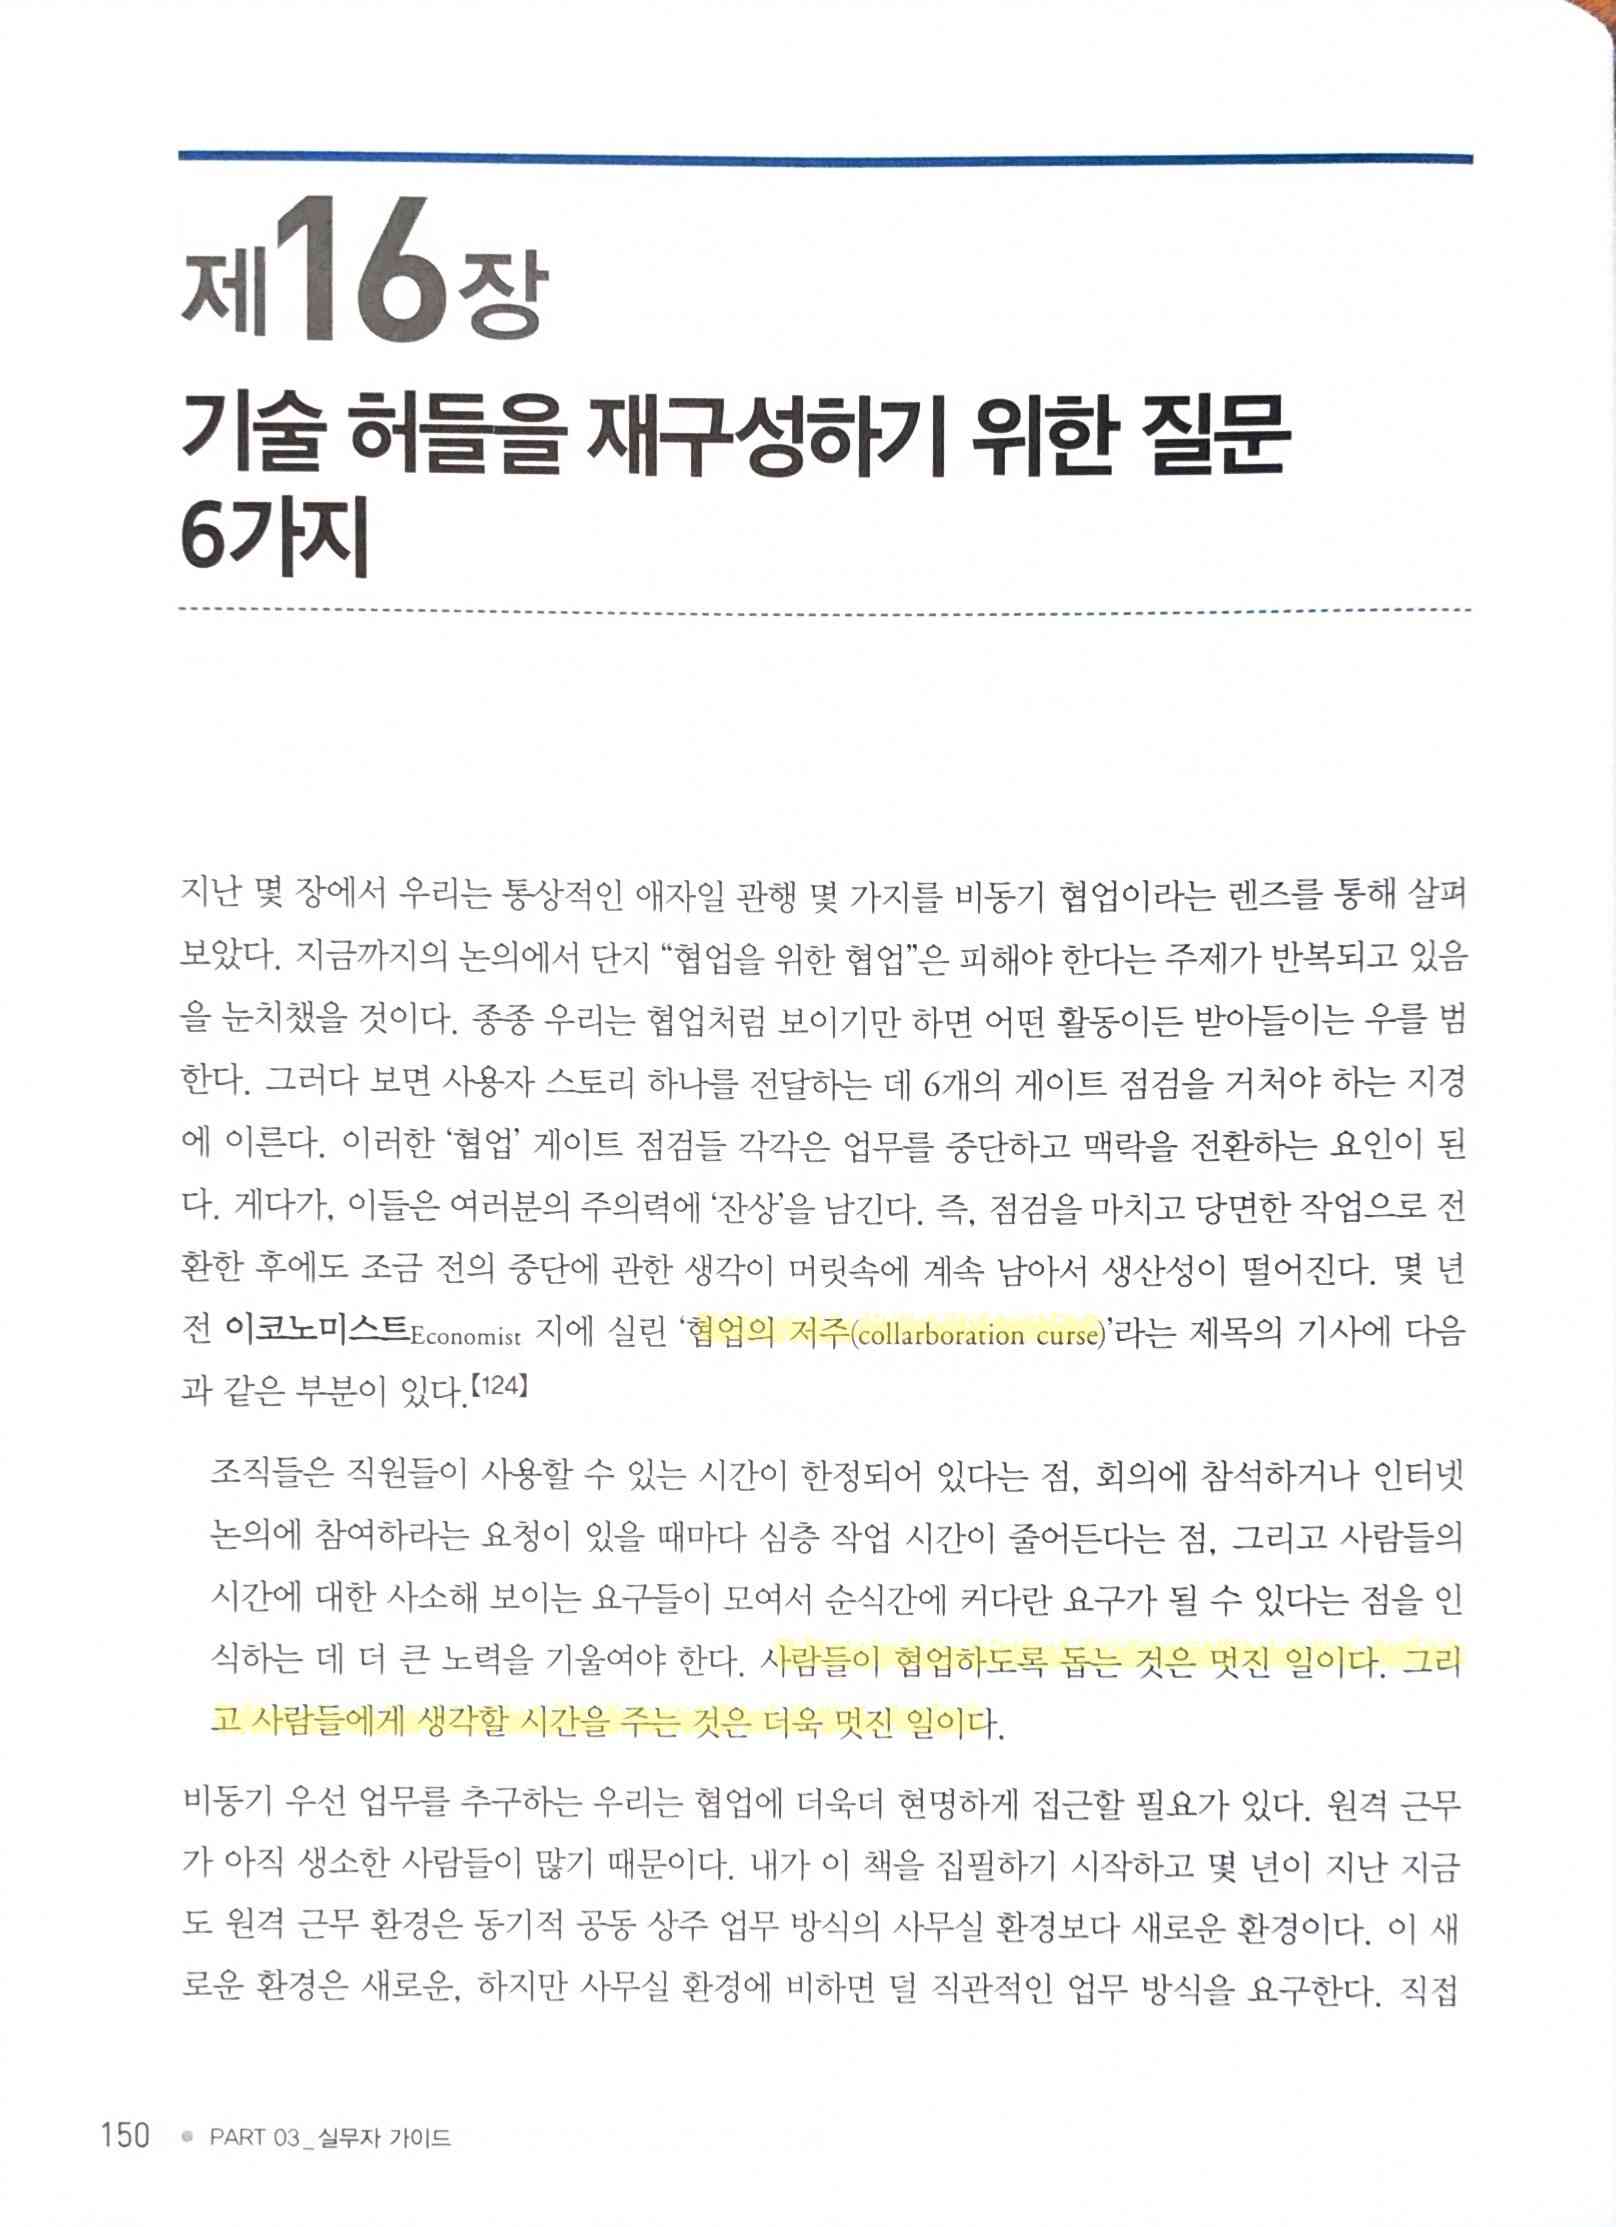 제16장
기술 허들을 재구성하기 위한 질문
6가지
지난 몇 장에서 우리는 통상적인 애자일 관행 몇 가지를 비동기 협업이라는 렌즈를 통해 살펴
보았다. 지금까지의 논의에서 단지 “협업을 위한 협업”은 피해야 한다는 주제가 반복되고 있음
을 눈치챘을 것이다. 종종 우리는 협업처럼 보이기만 하면 어떤 활동이든 받아들이는 우를 범
한다. 그러다 보면 사용자 스토리 하나를 전달하는 데 6개의 게이트 점검을 거쳐야 하는 지경
에 이른다. 이러한 ‘협업’ 게이트 점검들 각각은 업무를 중단하고 맥락을 전환하는 요인이 된
다. 게다가, 이들은 여러분의 주의력에 ‘잔상’을 남긴다. 즉, 점검을 마치고 당면한 작업으로 전
환한 후에도 조금 전의 중단에 관한 생각이 머릿속에 계속 남아서 생산성이 떨어진다. 몇 년
전 이코노미스트Economist 지에 실린 ‘협업의 저주(collarboration curse)’라는 제목의 기사에 다음
과 같은 부분이 있다.【124】
조직들은 직원들이 사용할 수 있는 시간이 한정되어 있다는 점, 회의에 참석하거나 인터넷
논의에 참여하라는 요청이 있을 때마다 심층 작업 시간이 줄어든다는 점, 그리고 사람들의
시간에 대한 사소해 보이는 요구들이 모여서 순식간에 커다란 요구가 될 수 있다는 점을 인
식하는 데 더 큰 노력을 기울여야 한다. 사람들이 협업하도록 돕는 것은 멋진 일이다. 그리
고 사람들에게 생각할 시간을 주는 것은 더욱 멋진 일이다.
비동기 우선 업무를 추구하는 우리는 협업에 더욱더 현명하게 접근할 필요가 있다. 원격 근무
가 아직 생소한 사람들이 많기 때문이다. 내가 이 책을 집필하기 시작하고 몇 년이 지난 지금
도 원격 근무 환경은 동기적 공동 상주 업무 방식의 사무실 환경보다 새로운 환경이다. 이 새
로운 환경은 새로운, 하지만 사무실 환경에 비하면 덜 직관적인 업무 방식을 요구한다. 직접
150 • PART 03_실무자 가이드